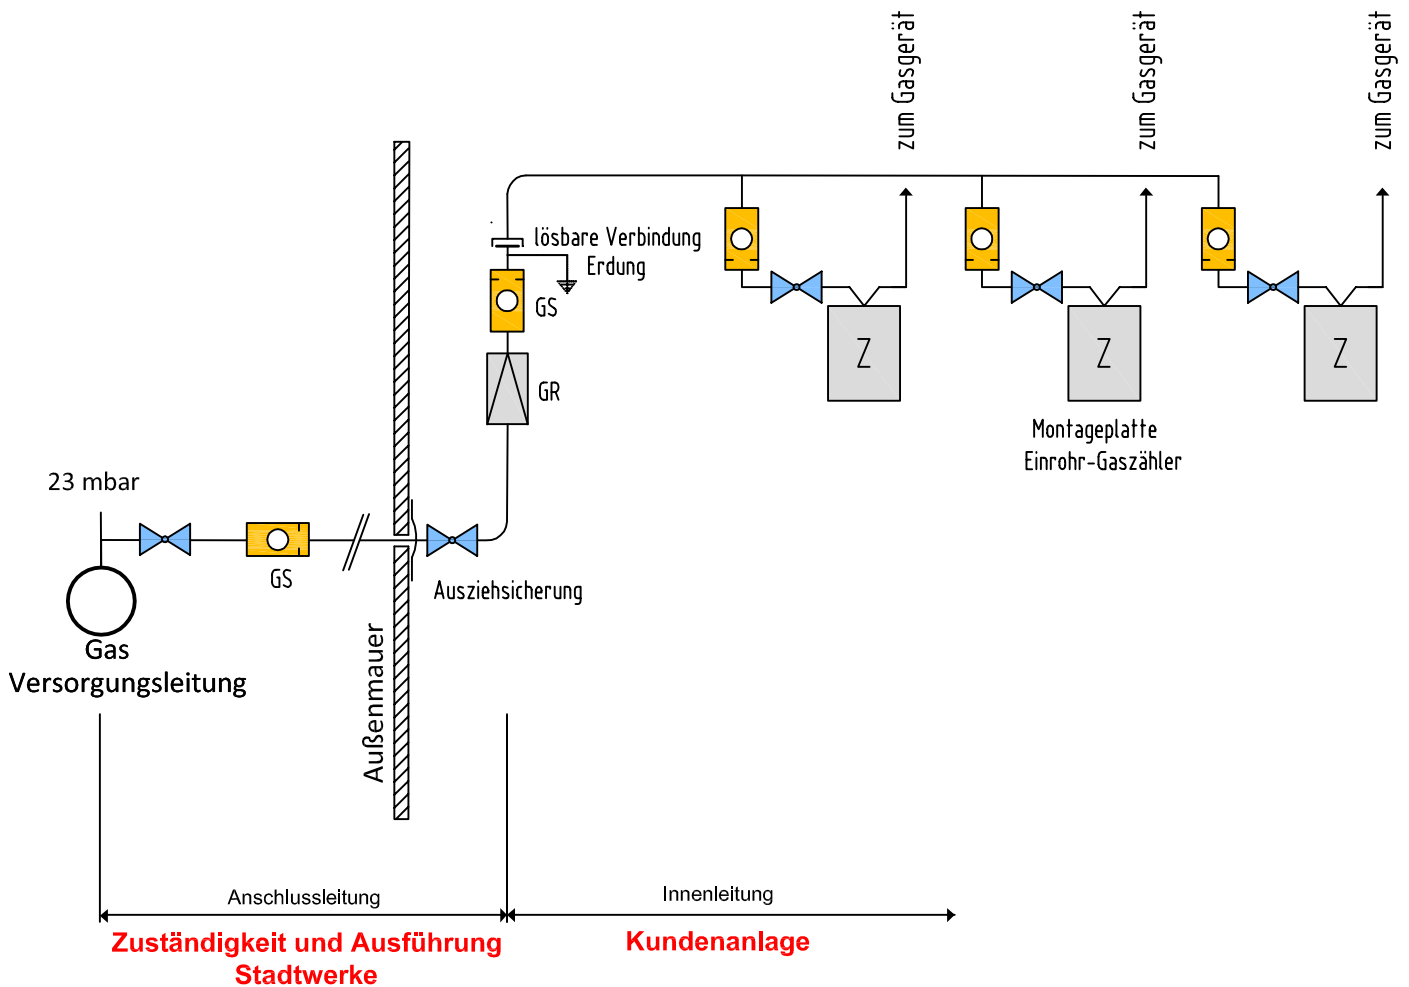 zum Gasgerät
zum Gasgerät
zum Gasgerät
lösbare Verbindung
Erdung
GS
GR
Z
Z
Z
Montageplatte
Einrohr-Gaszähler
23 mbar
GS
Ausziehsicherung
Gas
Versorgungsleitung
Außenmauer
Anschlussleitung
Innenleitung
Zuständigkeit und Ausführung
Stadtwerke
Kundenanlage